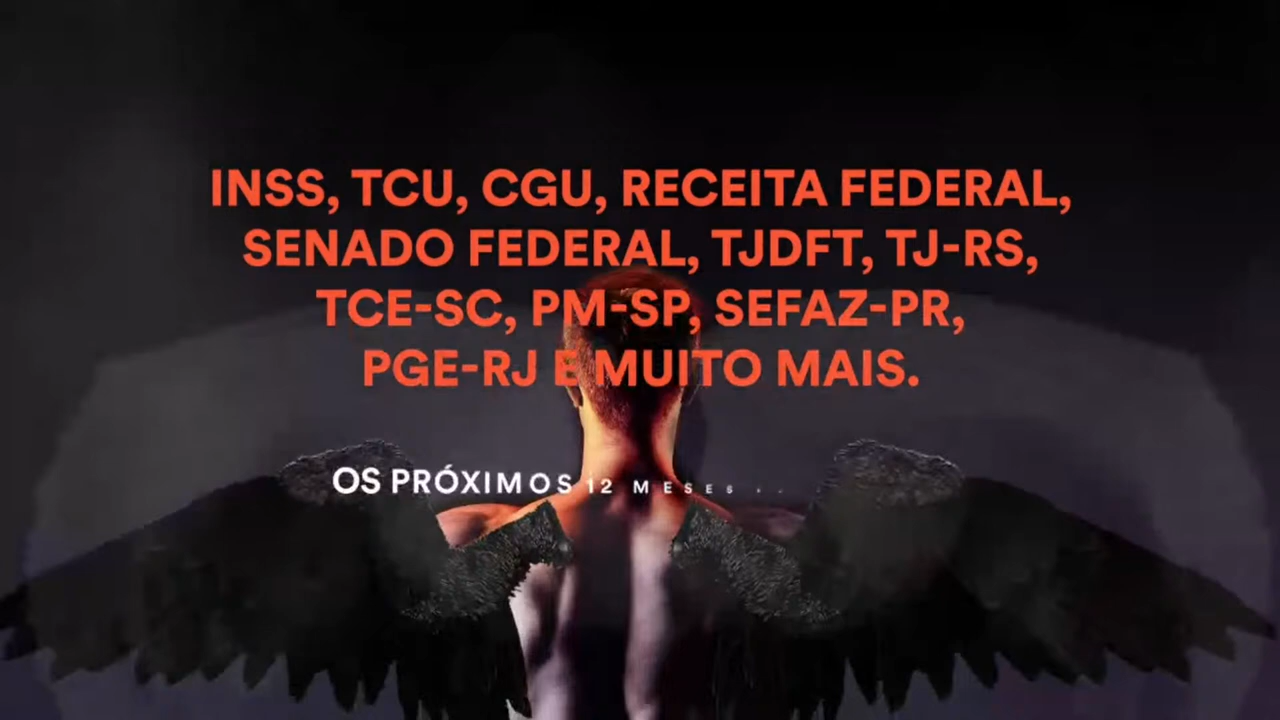 INSS, TCU, CGU, RECEITA FEDERAL,
SENADO FEDERAL, TJDFT, TJ-RS,
TCE-SC, PM-SP, SEFAZ-PR,
PGE-RJ E MUITO MAIS.
OS PRÓXIMOS 12 MESES